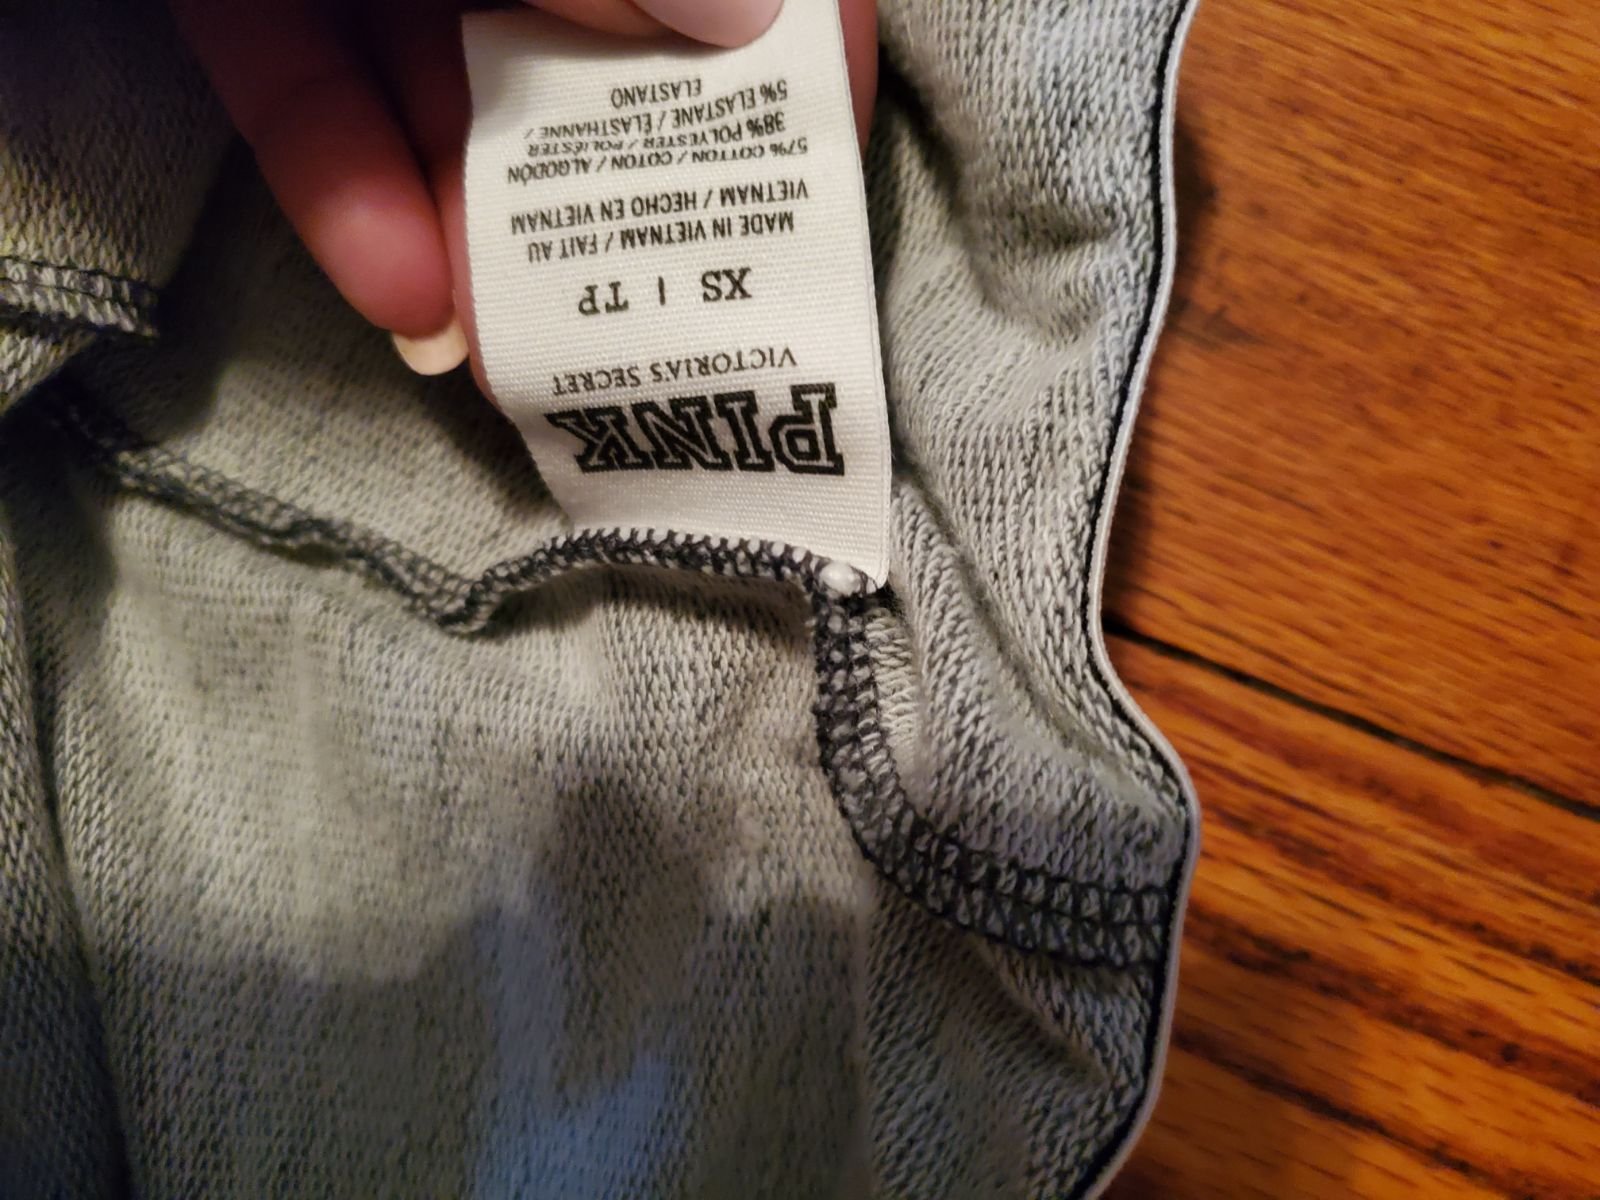 PINK
VICTORIA'S SECRET
XS | TP
MADE IN VIETNAM / FAIT AU
VIETNAM / HECHO EN VIETNAM
57% COTTON / COTON / ALGODÓN
38% POLYESTER / POLIÉSTER
5% ELASTANE / ÉLASTHANNE /
ELASTANO